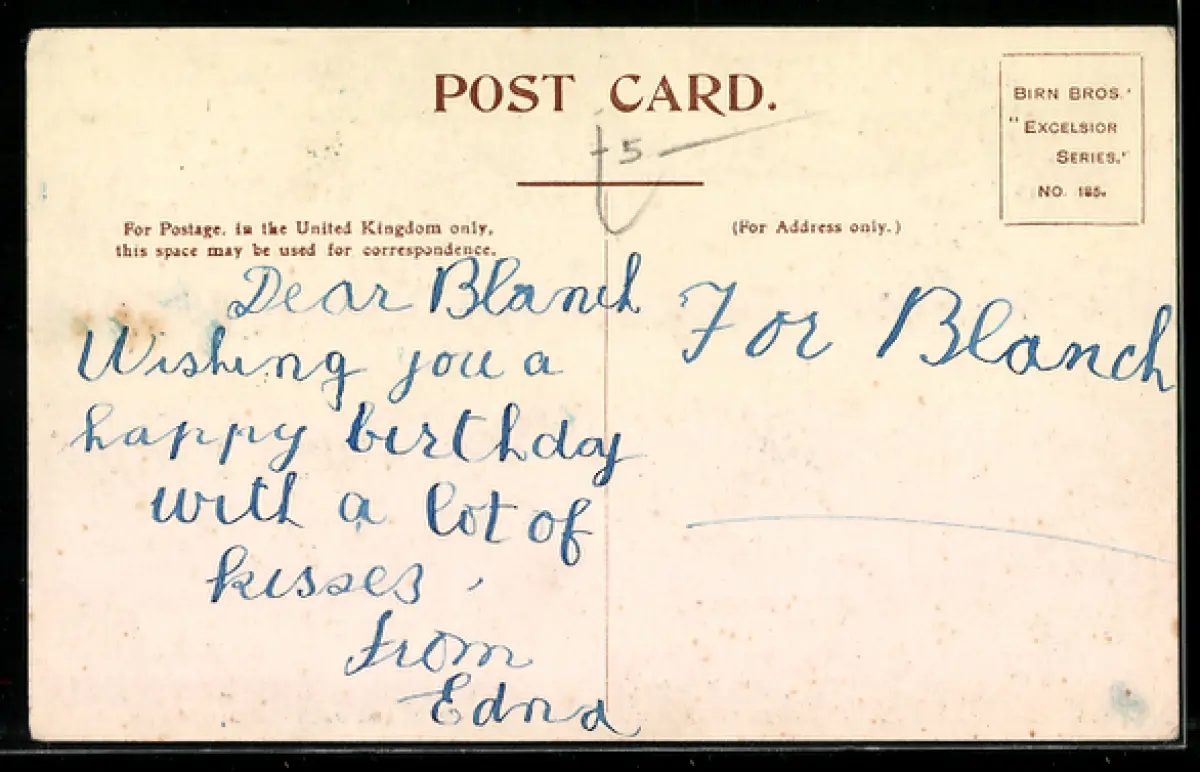 POST CARD.
BIRN BROS.'
"EXCELSIOR
SERIES."
NO. 185.
5
For Postage, in the United Kingdom only,
this space may be used for correspondence.
(For Address only.)
Dear Blanch
Wishing you a
happy birthday
with a lot of
kisses,
from
Edna
For Blanch